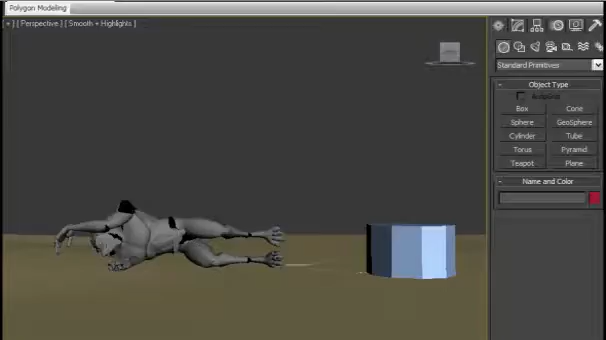 Polygon Modeling
[ + ] [ Perspective ] [ Smooth + Highlights ]
Standard Primitives
- Object Type
AutoGrid
Box Cone
Sphere GeoSphere
Cylinder Tube
Torus Pyramid
Teapot Plane
- Name and Color